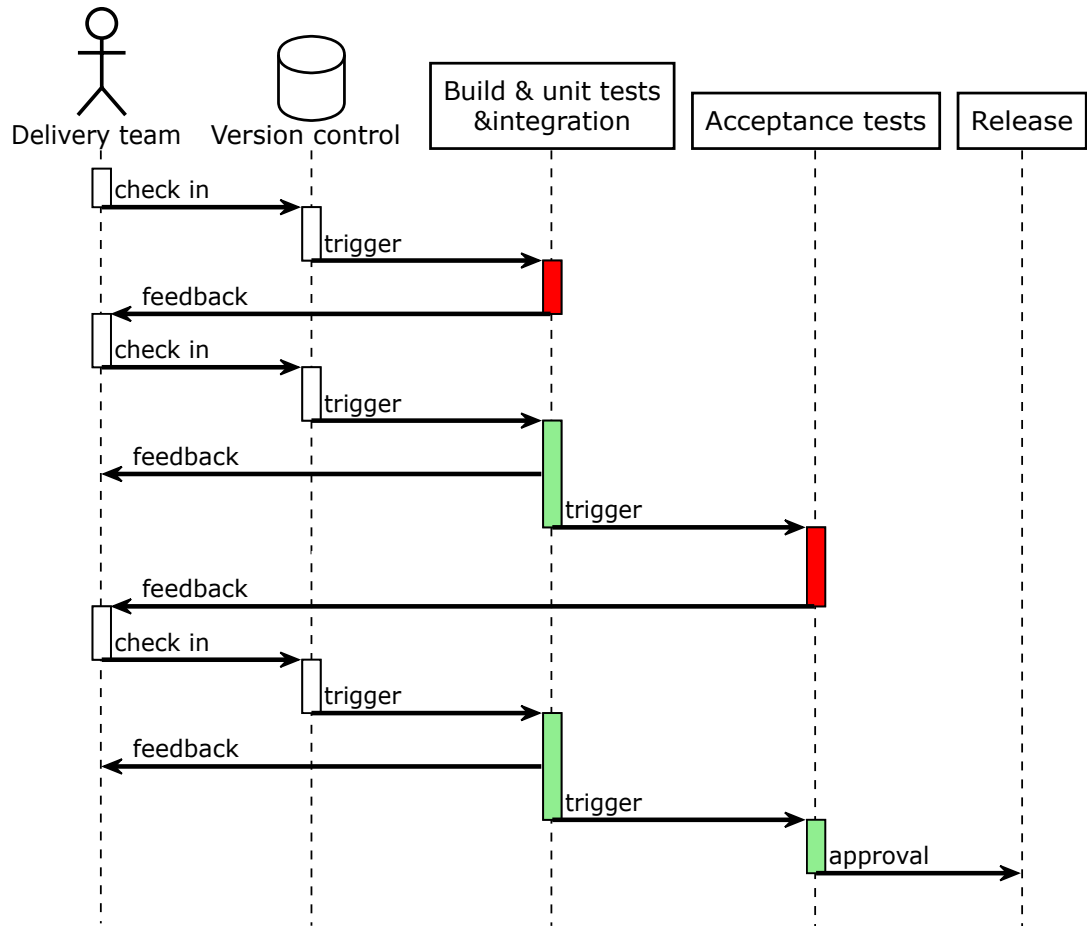 Delivery team
Version control
Build & unit tests
&integration
Acceptance tests
Release
check in
trigger
feedback
check in
trigger
feedback
trigger
feedback
check in
trigger
feedback
trigger
approval